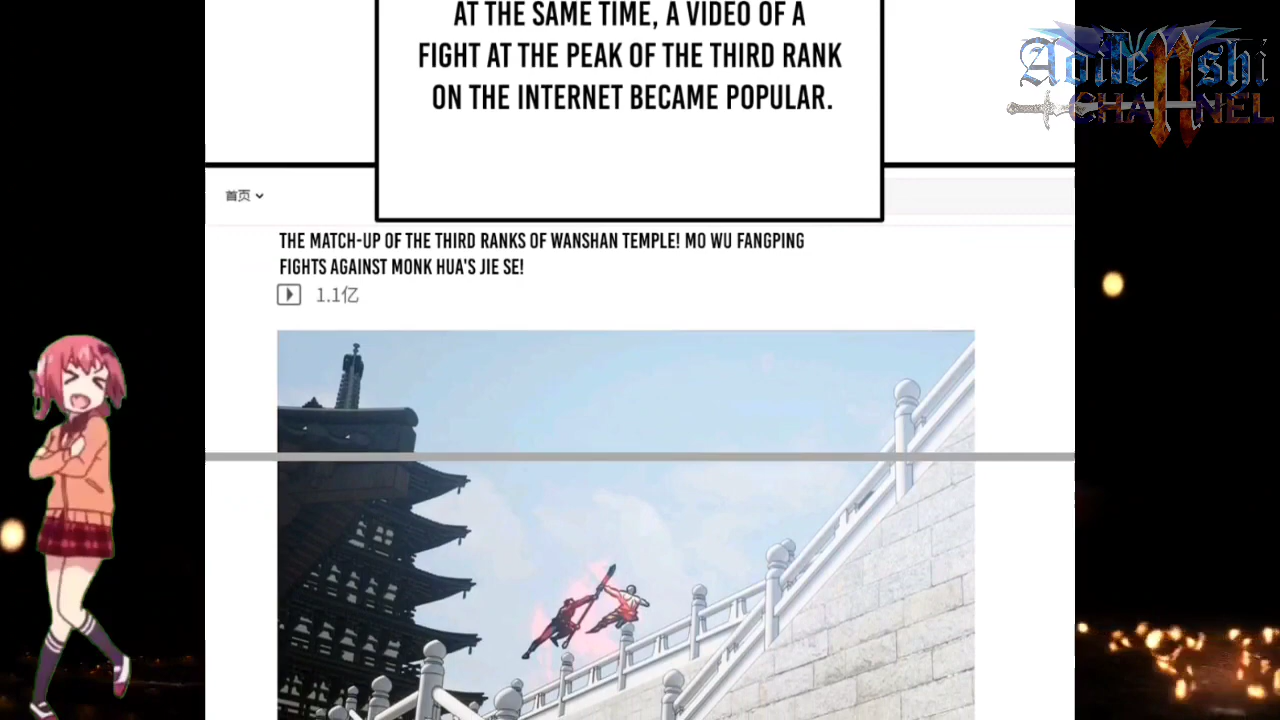 AT THE SAME TIME, A VIDEO OF A
FIGHT AT THE PEAK OF THE THIRD RANK
ON THE INTERNET BECAME POPULAR.
Adilenshi
CHANNEL
首页
THE MATCH-UP OF THE THIRD RANKS OF WANSHAN TEMPLE! MO WU FANGPING
FIGHTS AGAINST MONK HUA'S JIE SE!
1.1亿